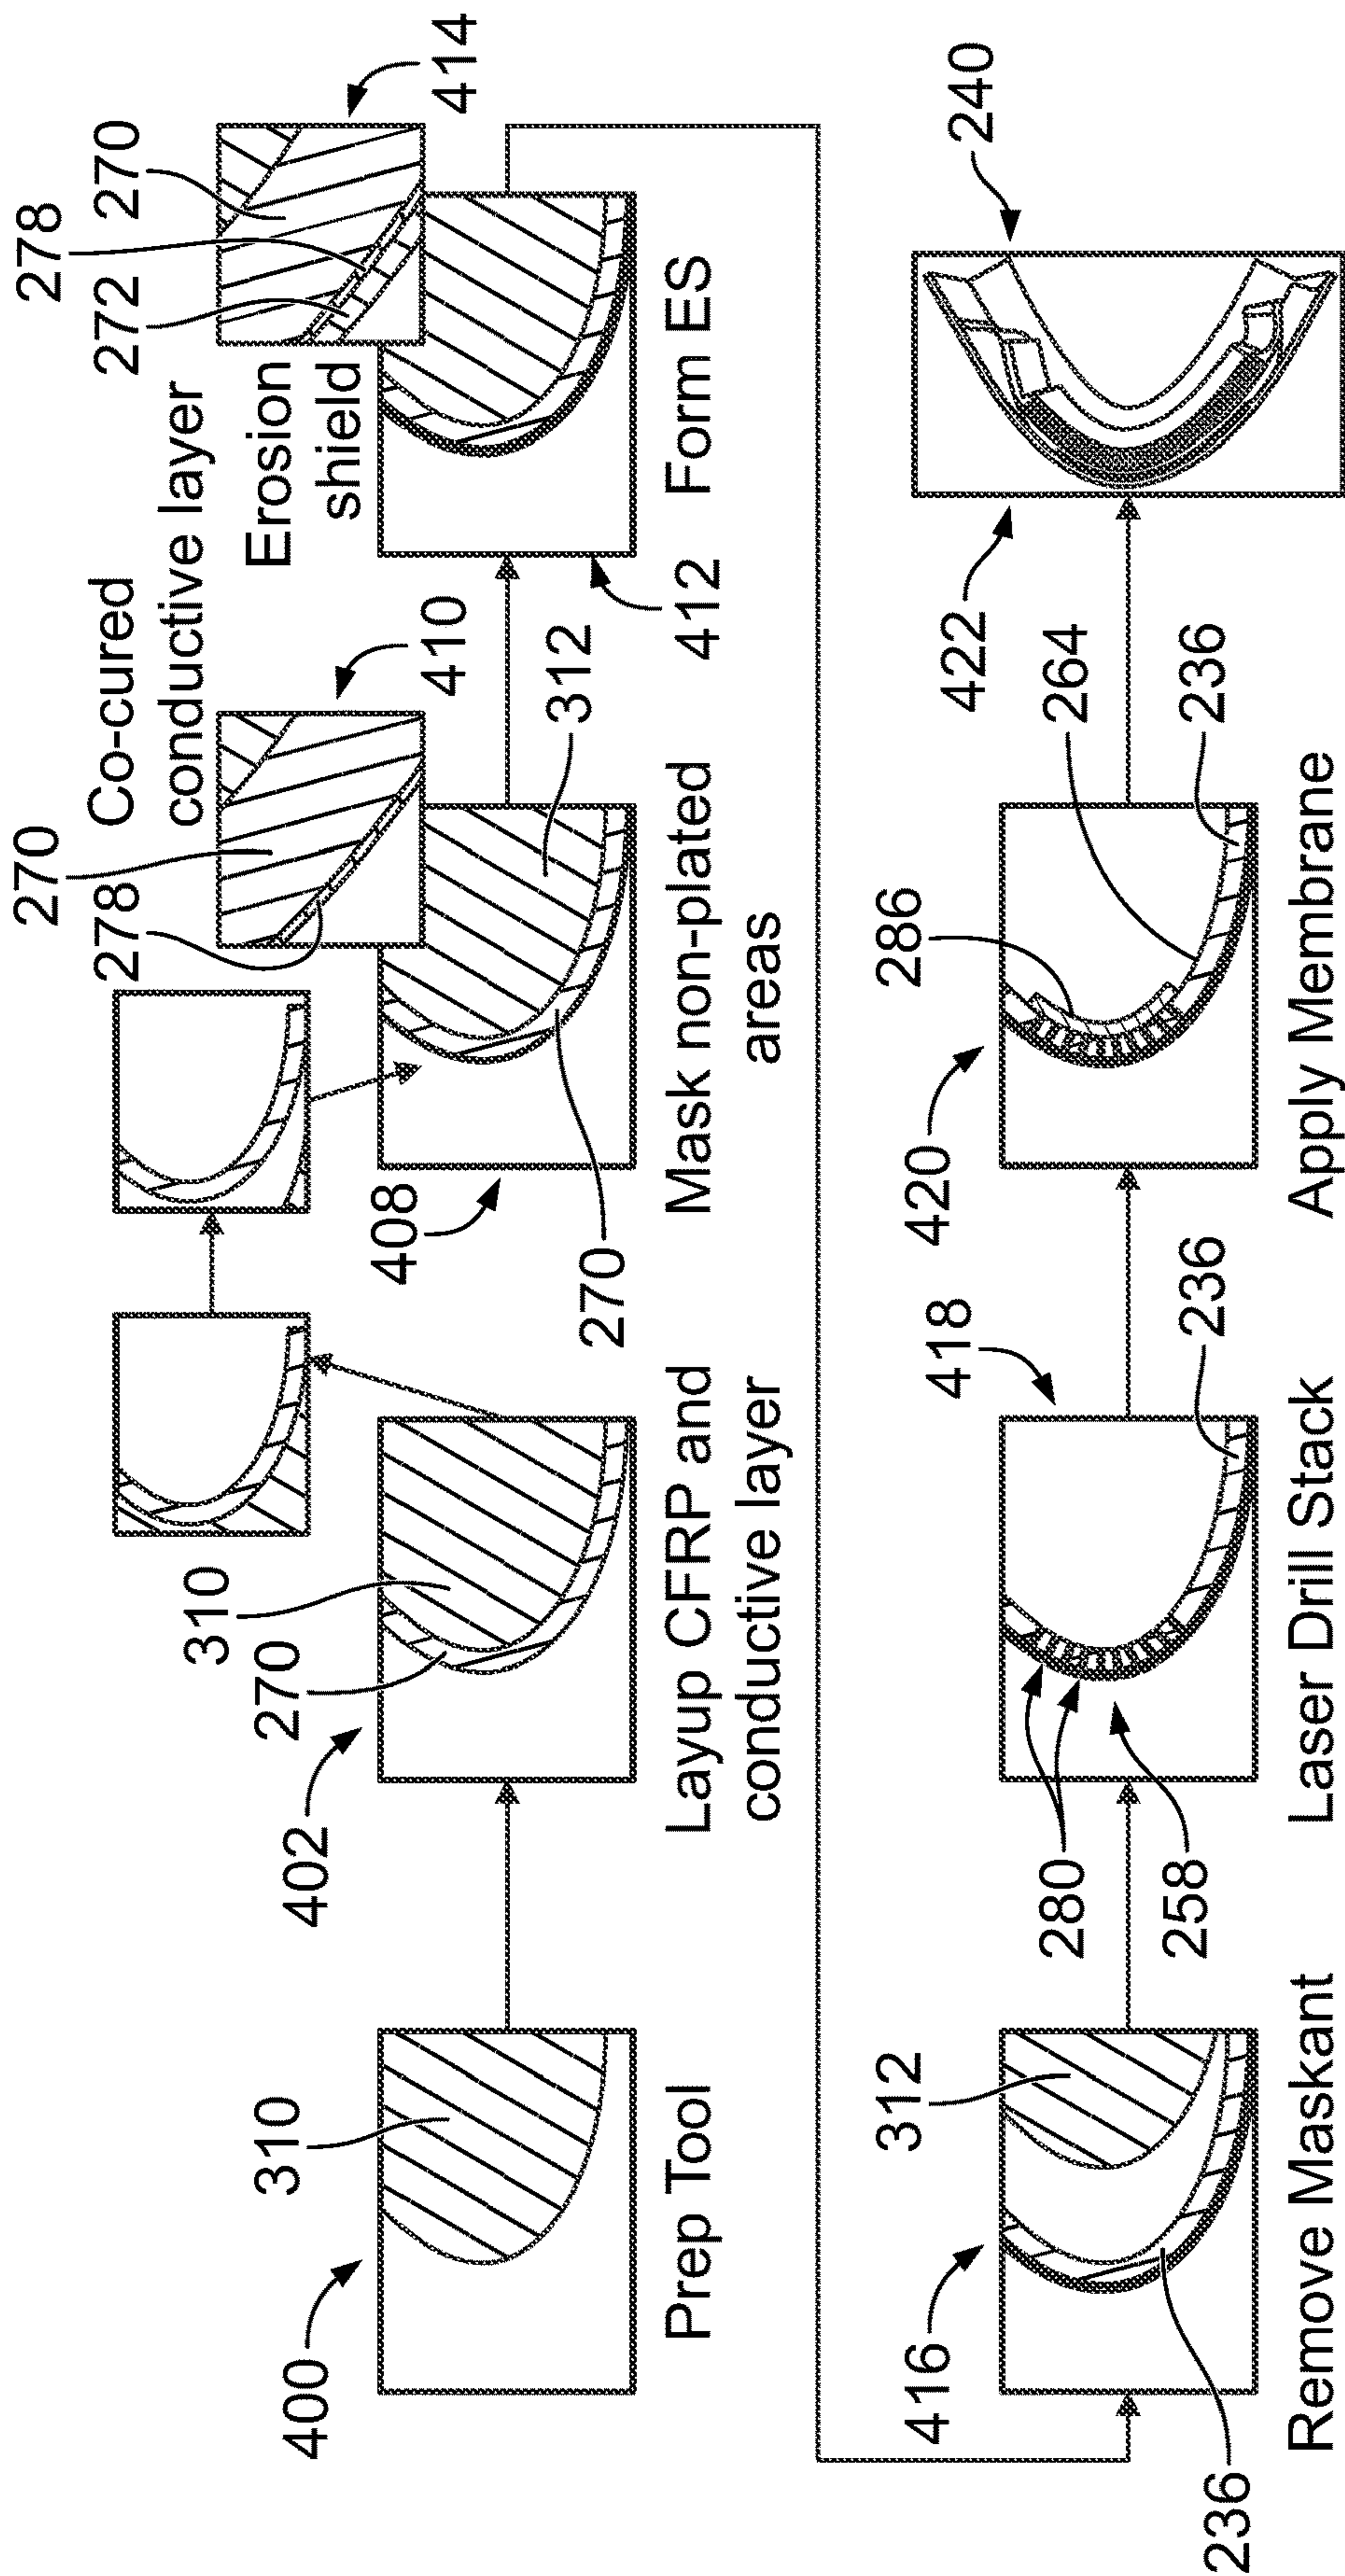 400
310
Prep Tool
402
270
310
Layup CFRP and
conductive layer
408
270
278
270
Co-cured
conductive layer
410
312
Mask non-plated
areas
412
Erosion
shield
272
278
270
414
Form ES
416
236
312
Remove Maskant
280
258
418
236
Laser Drill Stack
420
286
264
236
Apply Membrane
422
240